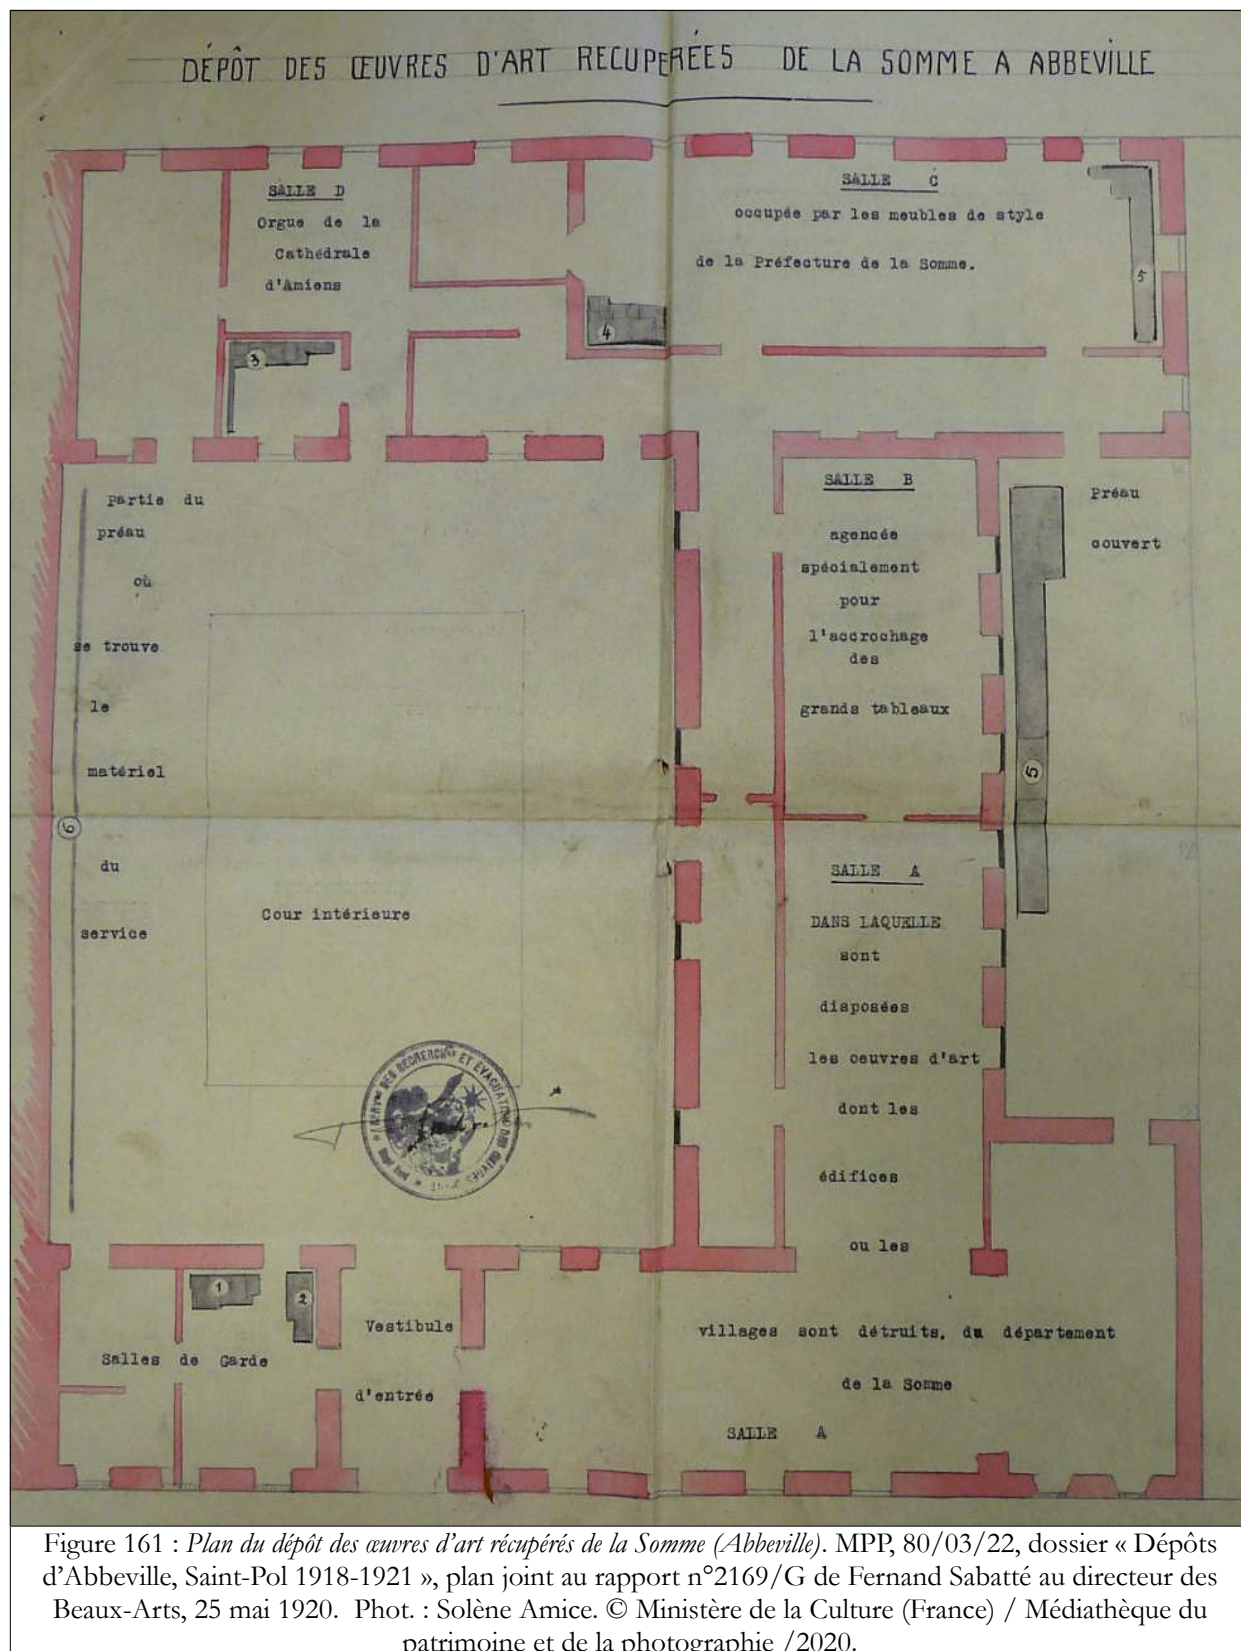 DÉPÔT DES ŒUVRES D'ART RECUPERÉES DE LA SOMME A ABBEVILLE
SALLE D
Orgue de la
Cathédrale
d'Amiens
SALLE C
occupée par les meubles de style
de la Préfecture de la Somme.
5
4
3
Partie du
préau
où
se trouve
le
matériel
du
service
6
Cour intérieure
SALLE B
agencée
spécialement
pour
l'accrochage
des
grands tableaux
Préau
couvert
5
SALLE A
DANS LAQUELLE
sont
disposées
les oeuvres d'art
dont les
édifices
ou les
villages sont détruits, du département
de la Somme
SALLE A
DES RECHERCHES ET EVACUATION DES ŒUVRES D'ART
1
2
Salles de Garde
Vestibule
d'entrée
Figure 161 : Plan du dépôt des œuvres d'art récupérés de la Somme (Abbeville). MPP, 80/03/22, dossier « Dépôts
d'Abbeville, Saint-Pol 1918-1921 », plan joint au rapport n°2169/G de Fernand Sabatté au directeur des
Beaux-Arts, 25 mai 1920. Phot. : Solène Amice. © Ministère de la Culture (France) / Médiathèque du
patrimoine et de la photographie /2020.